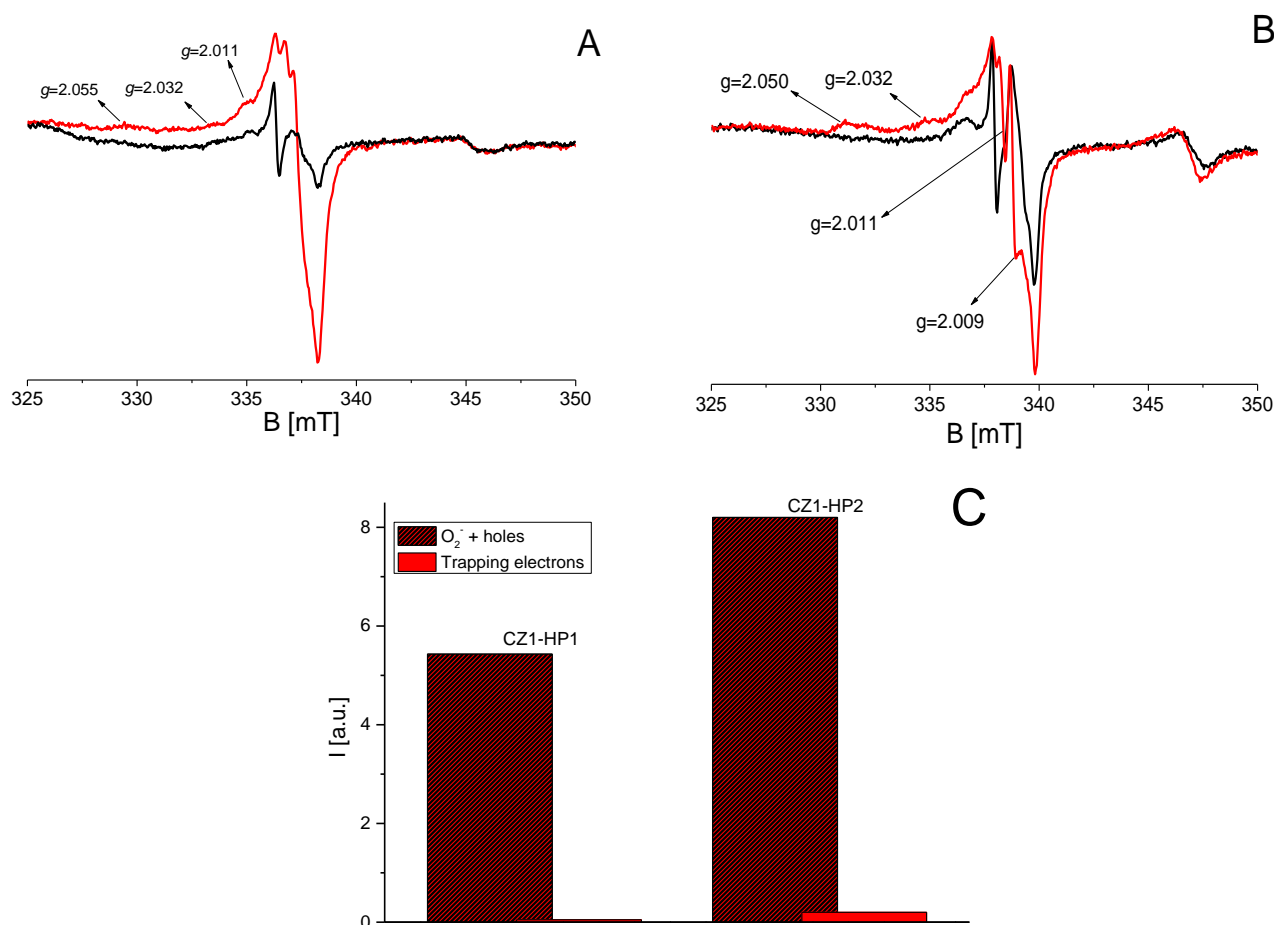 A
g=2.011
g=2.055
g=2.032
325
330
335
340
345
350
B [mT]
B
g=2.050
g=2.032
g=2.011
g=2.009
325
330
335
340
345
350
B [mT]
C
CZ1-HP2
O₂⁻ + holes
Trapping electrons
CZ1-HP1
I [a.u.]
8
6
4
2
0